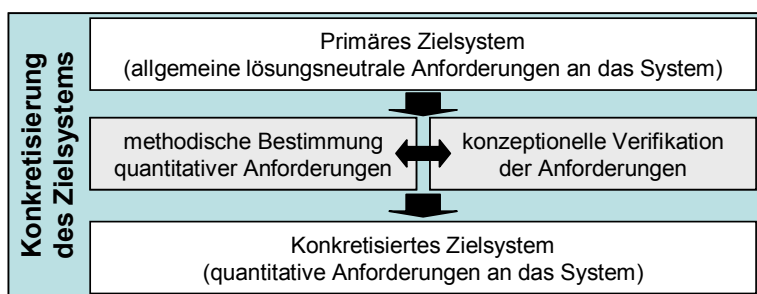 Konkretisierung
des Zielsystems
Primäres Zielsystem
(allgemeine lösungsneutrale Anforderungen an das System)
methodische Bestimmung
quantitativer Anforderungen
konzeptionelle Verifikation
der Anforderungen
Konkretisiertes Zielsystem
(quantitative Anforderungen an das System)